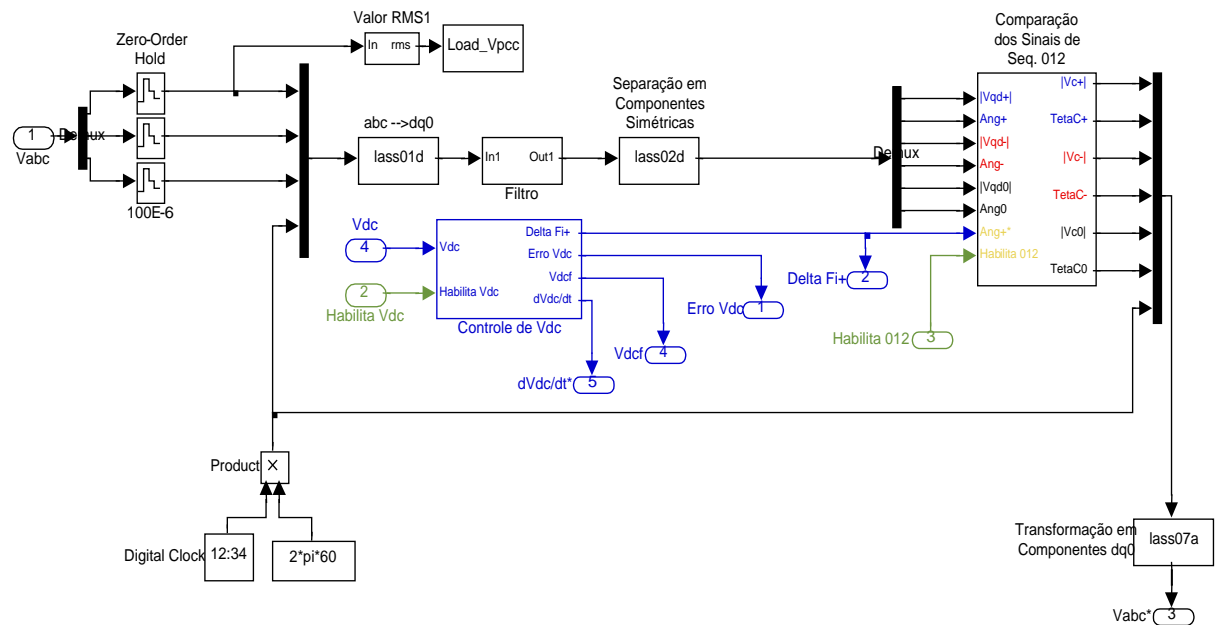 Valor RMS1
In rms
Load_Vpcc
Zero-Order
Hold
1
Vabc
Demux
100E-6
abc -->dq0
lass01d
In1 Out1
Filtro
Separação em
Componentes
Simétricas
lass02d
Demux
Comparação
dos Sinais de
Seq. 012
|Vqd+|
Ang+
|Vqd-|
Ang-
|Vqd0|
Ang0
Ang+*
Habilita 012
|Vc+|
TetaC+
|Vc-|
TetaC-
|Vc0|
TetaC0
Vdc
4
2
Habilita Vdc
Vdc
Habilita Vdc
Delta Fi+
Erro Vdc
Vdcf
dVdc/dt
Controle de Vdc
Delta Fi+
2
Erro Vdc
1
Vdcf
4
dVdc/dt*
5
Habilita 012
3
Product
×
Digital Clock
12:34
2*pi*60
Transformação em
Componentes dq0
lass07a
Vabc*
3